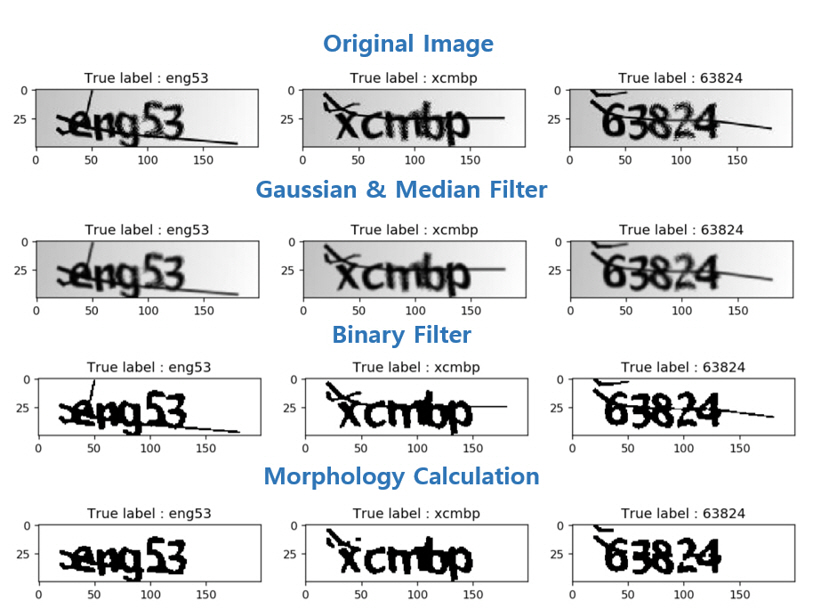 Original Image
True label : eng53 True label : xcmbp True label : 63824
0 0 0
eng53 xcmbp 63824
25 25 25
0 50 100 150 0 50 100 150 0 50 100 150
Gaussian & Median Filter
True label : eng53 True label : xcmbp True label : 63824
0 0 0
eng53 xcmbp 63824
25 25 25
0 50 100 150 0 50 100 150 0 50 100 150
Binary Filter
True label : eng53 True label : xcmbp True label : 63824
0 0 0
eng53 xcmbp 63824
25 25 25
0 50 100 150 0 50 100 150 0 50 100 150
Morphology Calculation
True label : eng53 True label : xcmbp True label : 63824
0 0 0
eng53 xcmbp 63824
25 25 25
0 50 100 150 0 50 100 150 0 50 100 150